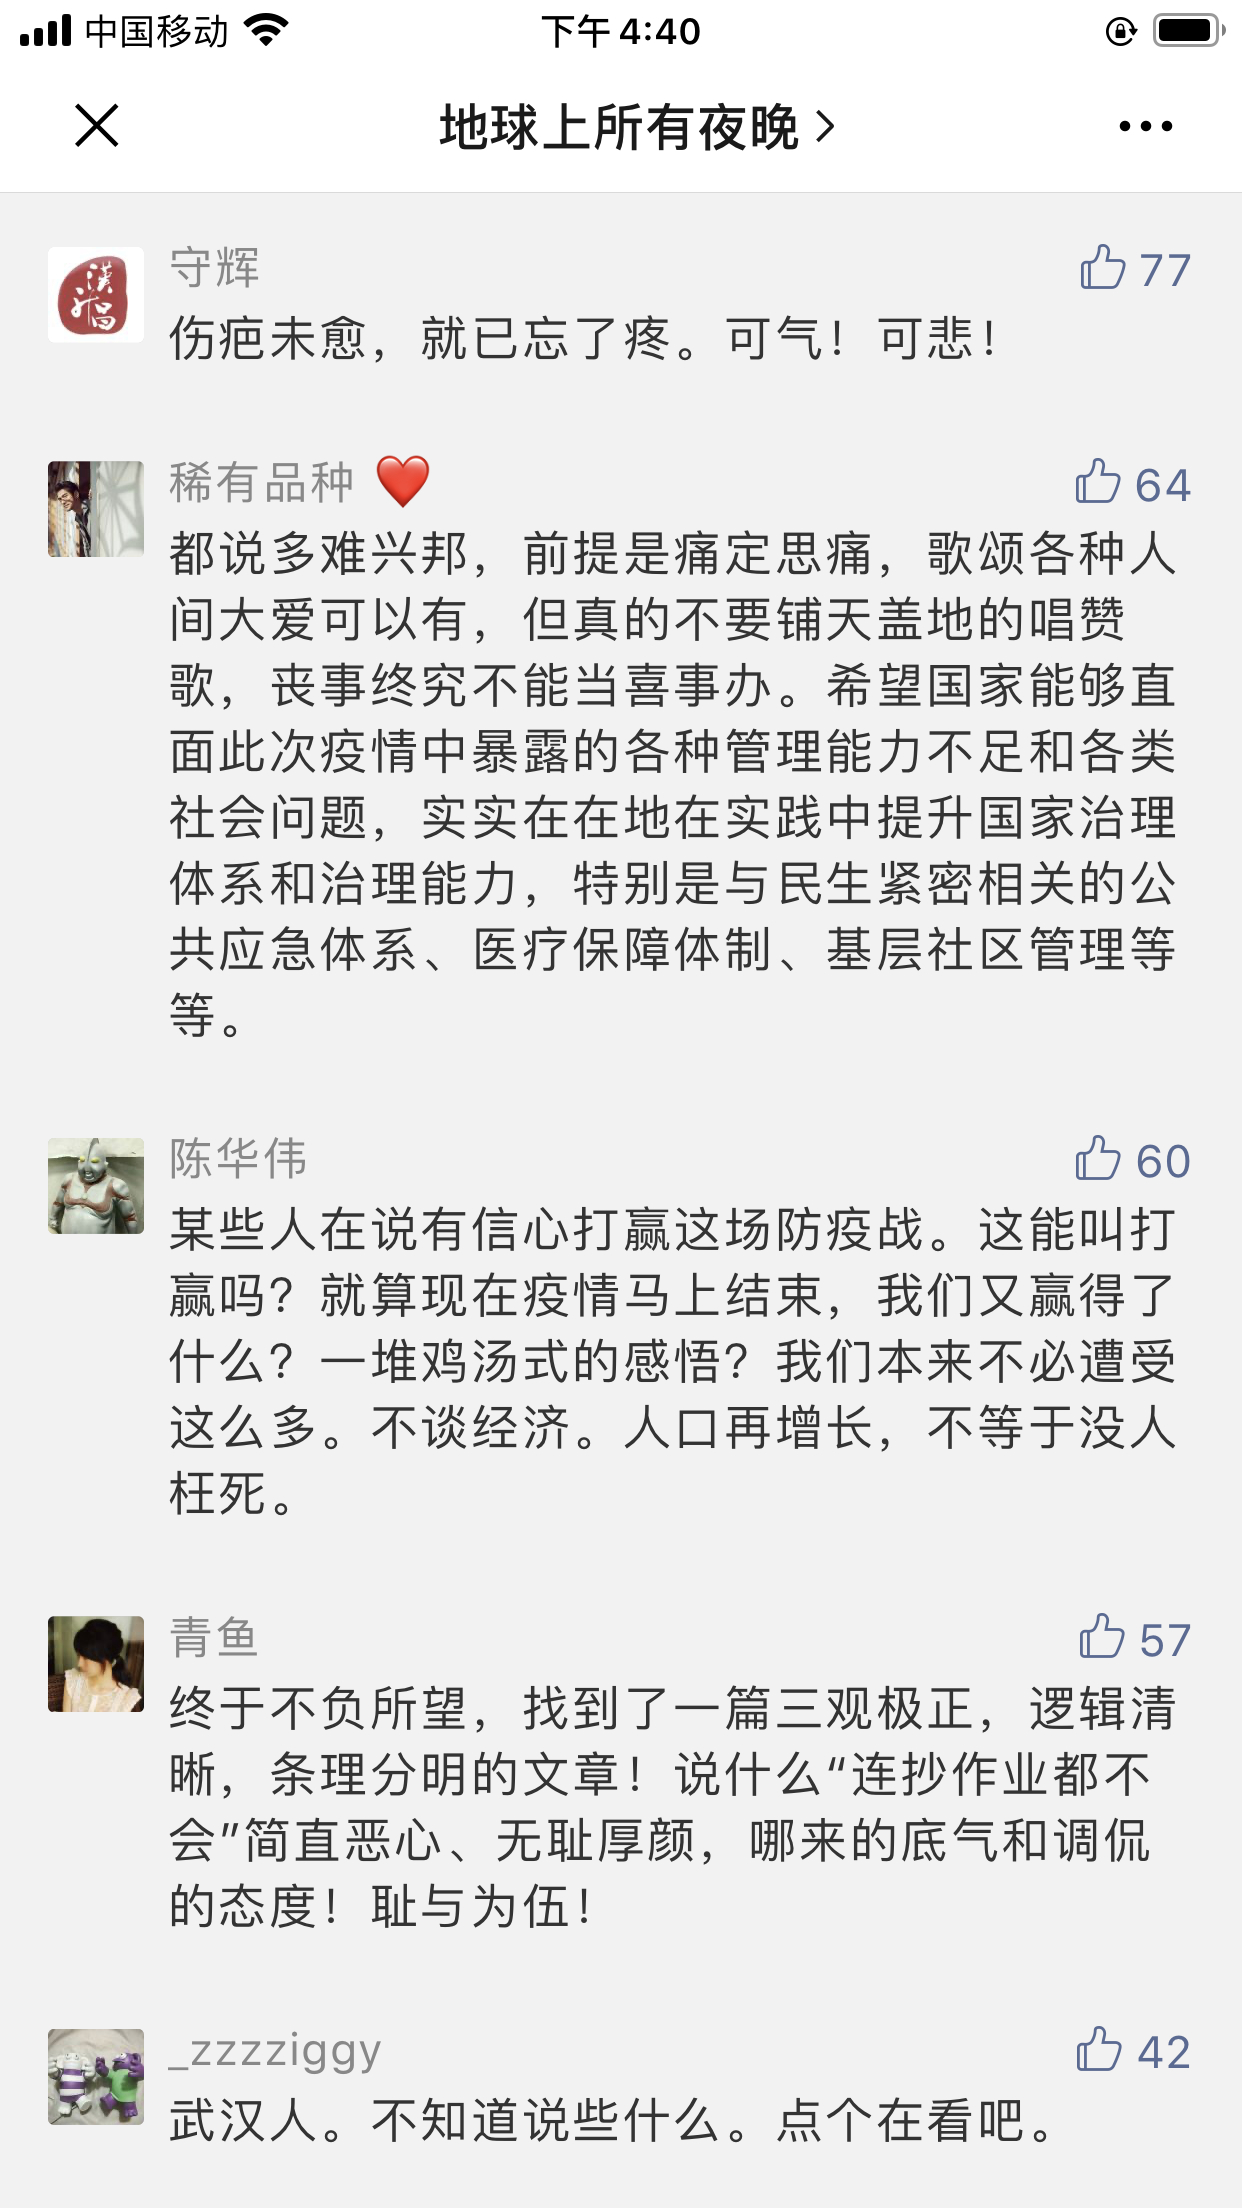 中国移动 下午 4:40
地球上所有夜晚
守辉 77
伤疤未愈，就已忘了疼。可气！可悲！
稀有品种 ❤️ 64
都说多难兴邦，前提是痛定思痛，歌颂各种人
间大爱可以有，但真的不要铺天盖地的唱赞
歌，丧事终究不能当喜事办。希望国家能够直
面此次疫情中暴露的各种管理能力不足和各类
社会问题，实实在在地在实践中提升国家治理
体系和治理能力，特别是与民生紧密相关的公
共应急体系、医疗保障体制、基层社区管理等
等。
陈华伟 60
某些人在说有信心打赢这场防疫战。这能叫打
赢吗？就算现在疫情马上结束，我们又赢得了
什么？一堆鸡汤式的感悟？我们本来不必遭受
这么多。不谈经济。人口再增长，不等于没人
枉死。
青鱼 57
终于不负所望，找到了一篇三观极正，逻辑清
晰，条理分明的文章！说什么“连抄作业都不
会”简直恶心、无耻厚颜，哪来的底气和调侃
的态度！耻与为伍！
_zzzziggy 42
武汉人。不知道说些什么。点个在看吧。